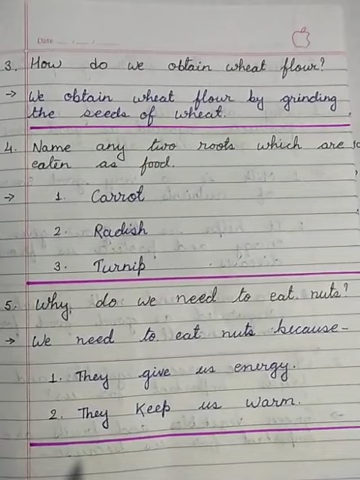 Date
3. How do we obtain wheat flour?
→ We obtain wheat flour by grinding
the seeds of wheat.
4. Name any two roots which are
eaten as food.
→ 1. Carrot
2. Radish
3. Turnip
5. Why do we need to eat nuts?
→ We need to eat nuts because-
1. They give us energy.
2. They Keep us warm.